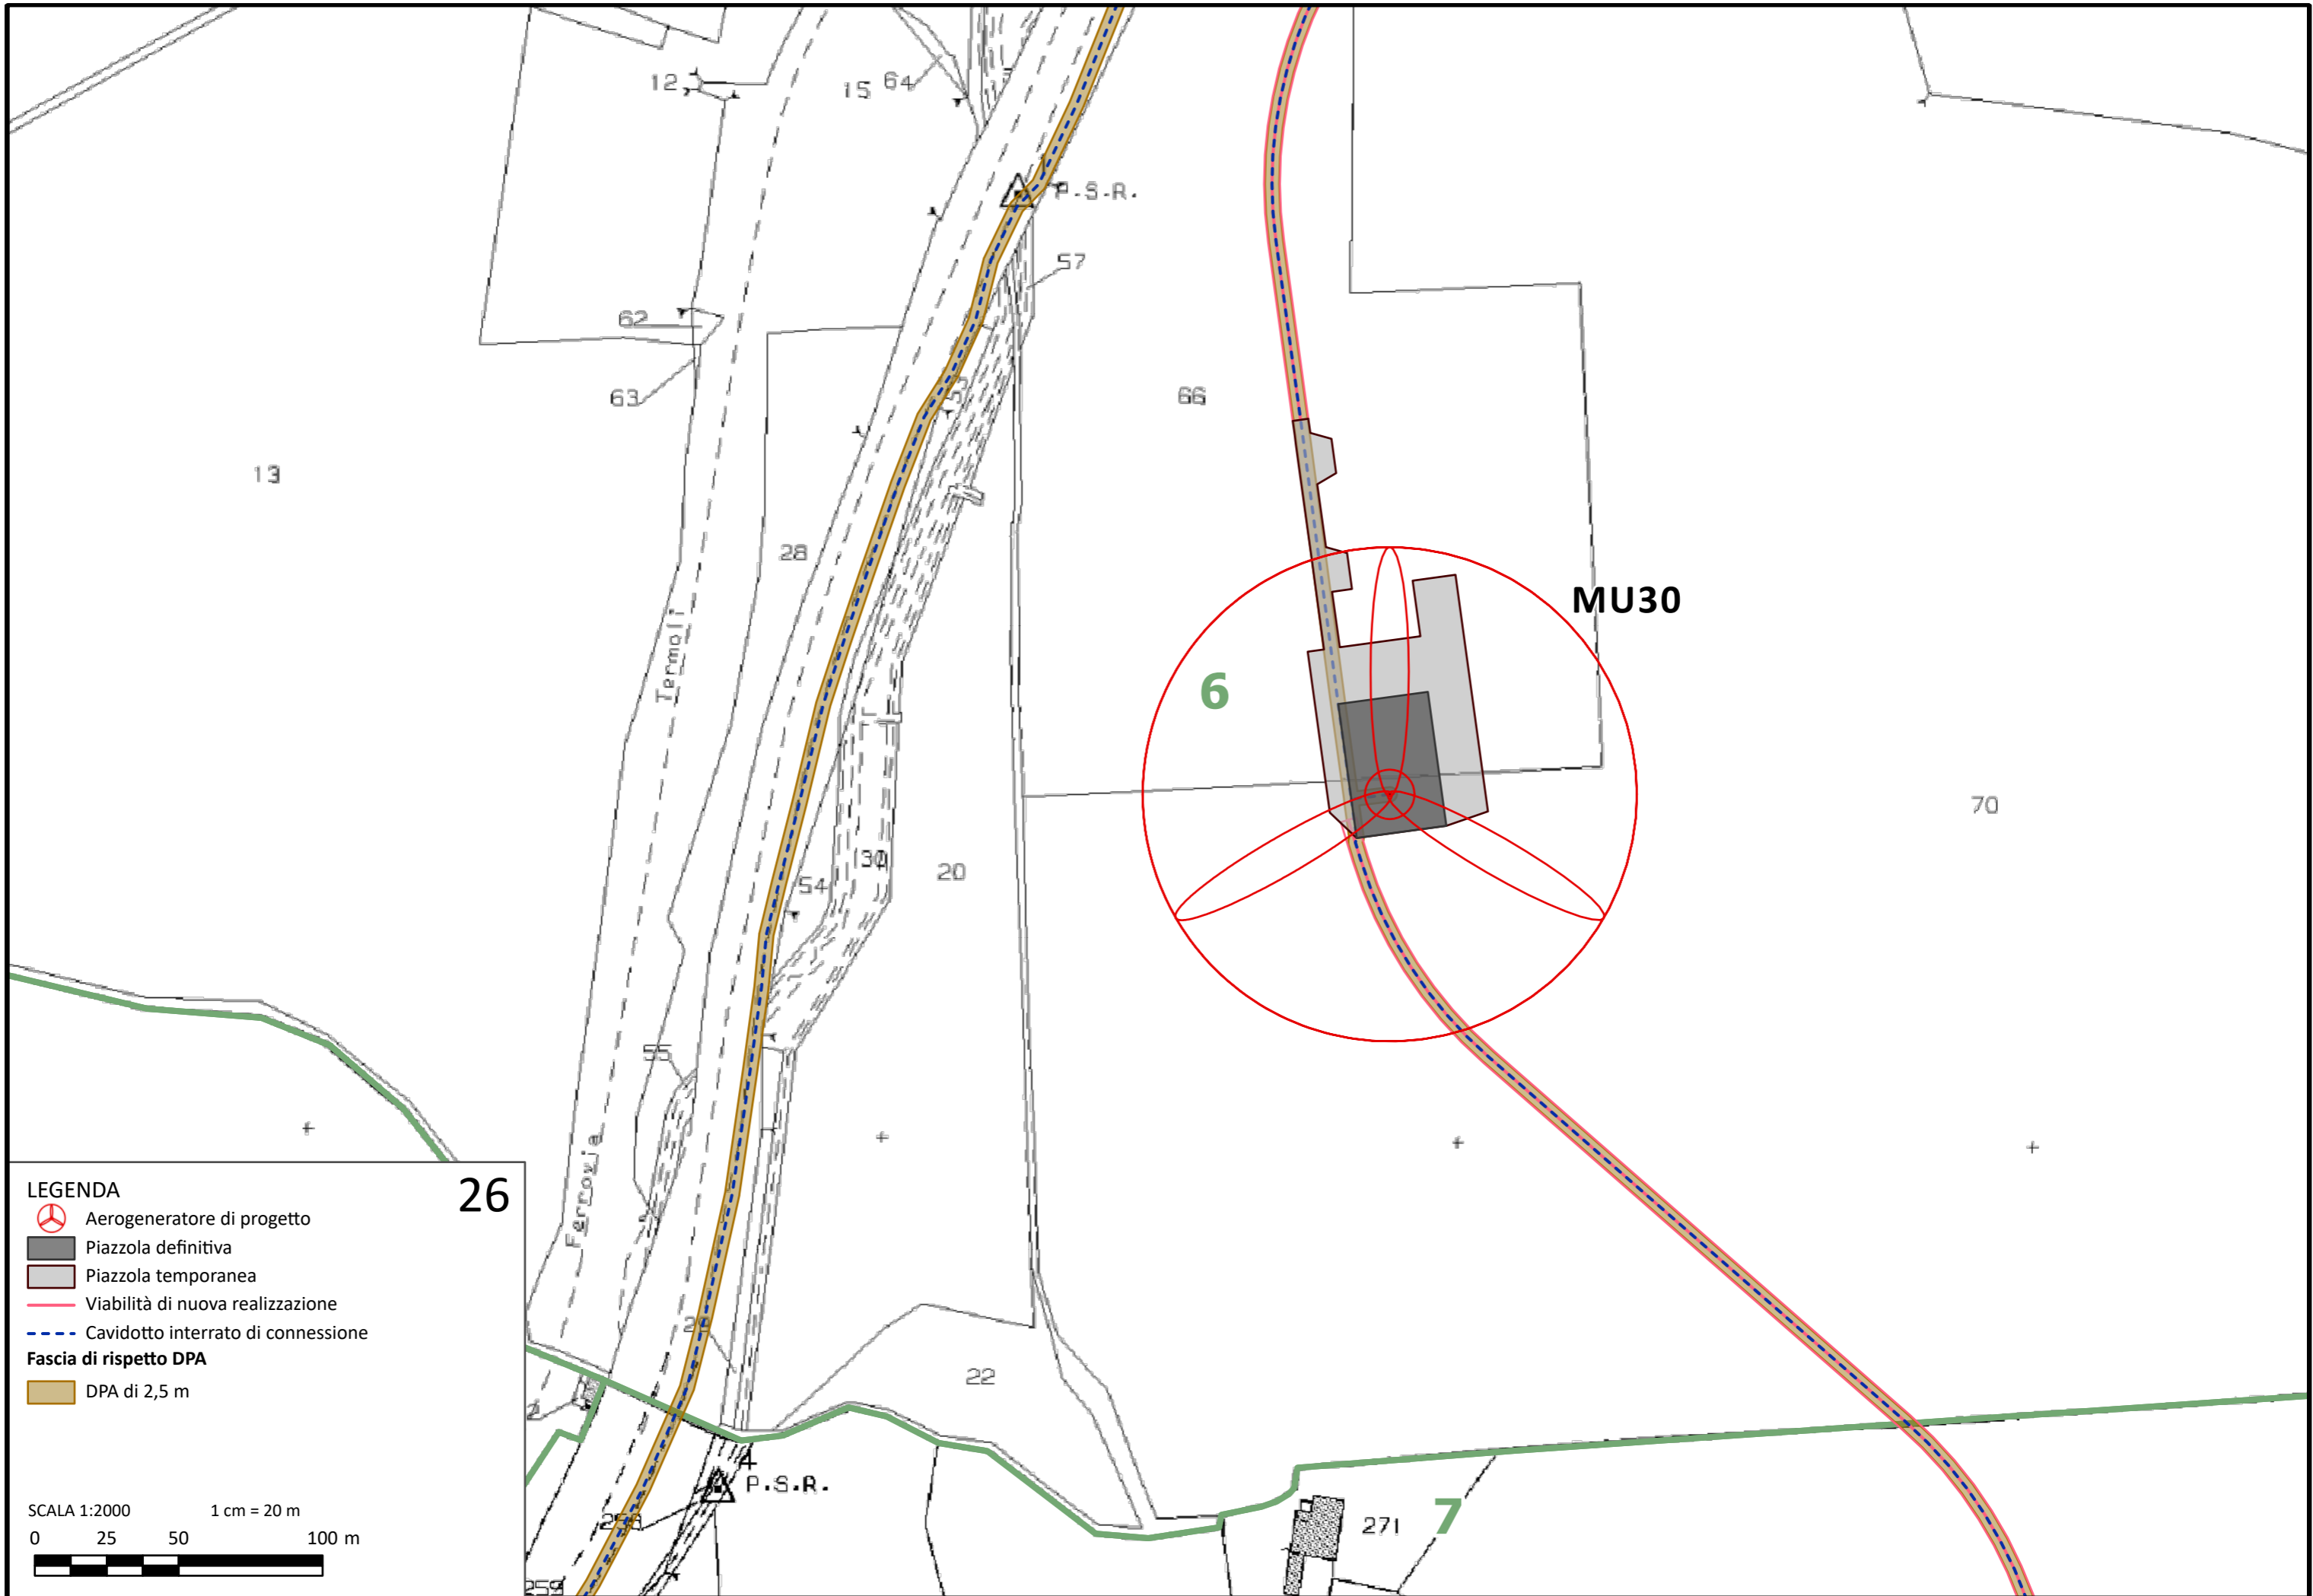 12
15
64
P.S.R.
57
62
63
66
13
28
MU30
Termoli
6
70
130
20
54
55
Ferrovia
22
4
P.S.R.
271
7
259
26
LEGENDA
Aerogeneratore di progetto
Piazzola definitiva
Piazzola temporanea
Viabilità di nuova realizzazione
Cavidotto interrato di connessione
Fascia di rispetto DPA
DPA di 2,5 m
SCALA 1:2000 1 cm = 20 m
0 25 50 100 m